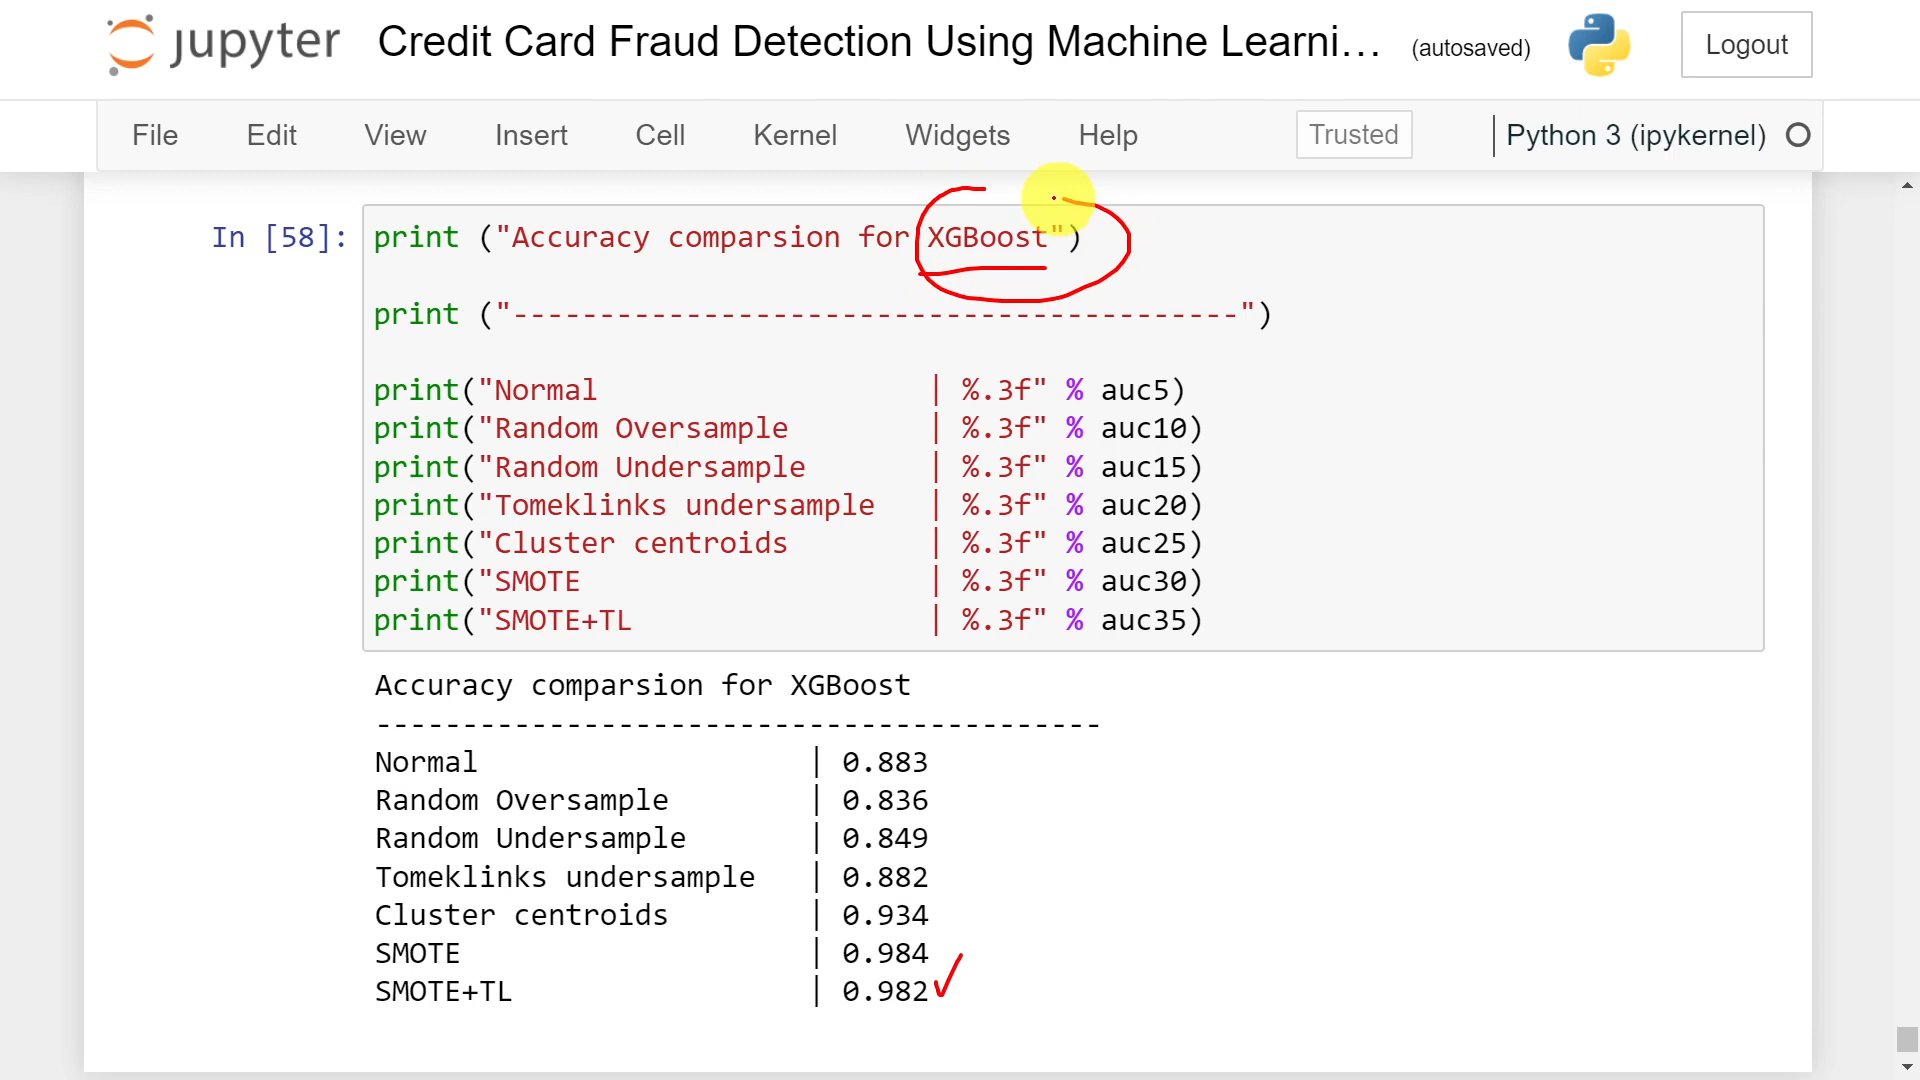 jupyter Credit Card Fraud Detection Using Machine Learni... (autosaved) Logout
File Edit View Insert Cell Kernel Widgets Help Trusted Python 3 (ipykernel)
In [58]: print ("Accuracy comparsion for XGBoost")
print ("------------------------------------------")
print("Normal | %.3f" % auc5)
print("Random Oversample | %.3f" % auc10)
print("Random Undersample | %.3f" % auc15)
print("Tomeklinks undersample | %.3f" % auc20)
print("Cluster centroids | %.3f" % auc25)
print("SMOTE | %.3f" % auc30)
print("SMOTE+TL | %.3f" % auc35)
Accuracy comparsion for XGBoost
------------------------------------------
Normal | 0.883
Random Oversample | 0.836
Random Undersample | 0.849
Tomeklinks undersample | 0.882
Cluster centroids | 0.934
SMOTE | 0.984
SMOTE+TL | 0.982